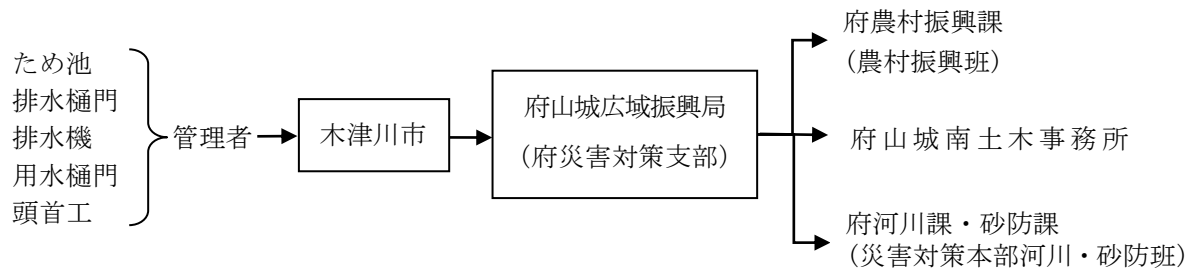 ため池
排水樋門
排水機
用水樋門
頭首工
管理者
木津川市
府山城広域振興局
（府災害対策支部）
府農村振興課
（農村振興班）
府山城南土木事務所
府河川課・砂防課
（災害対策本部河川・砂防班）